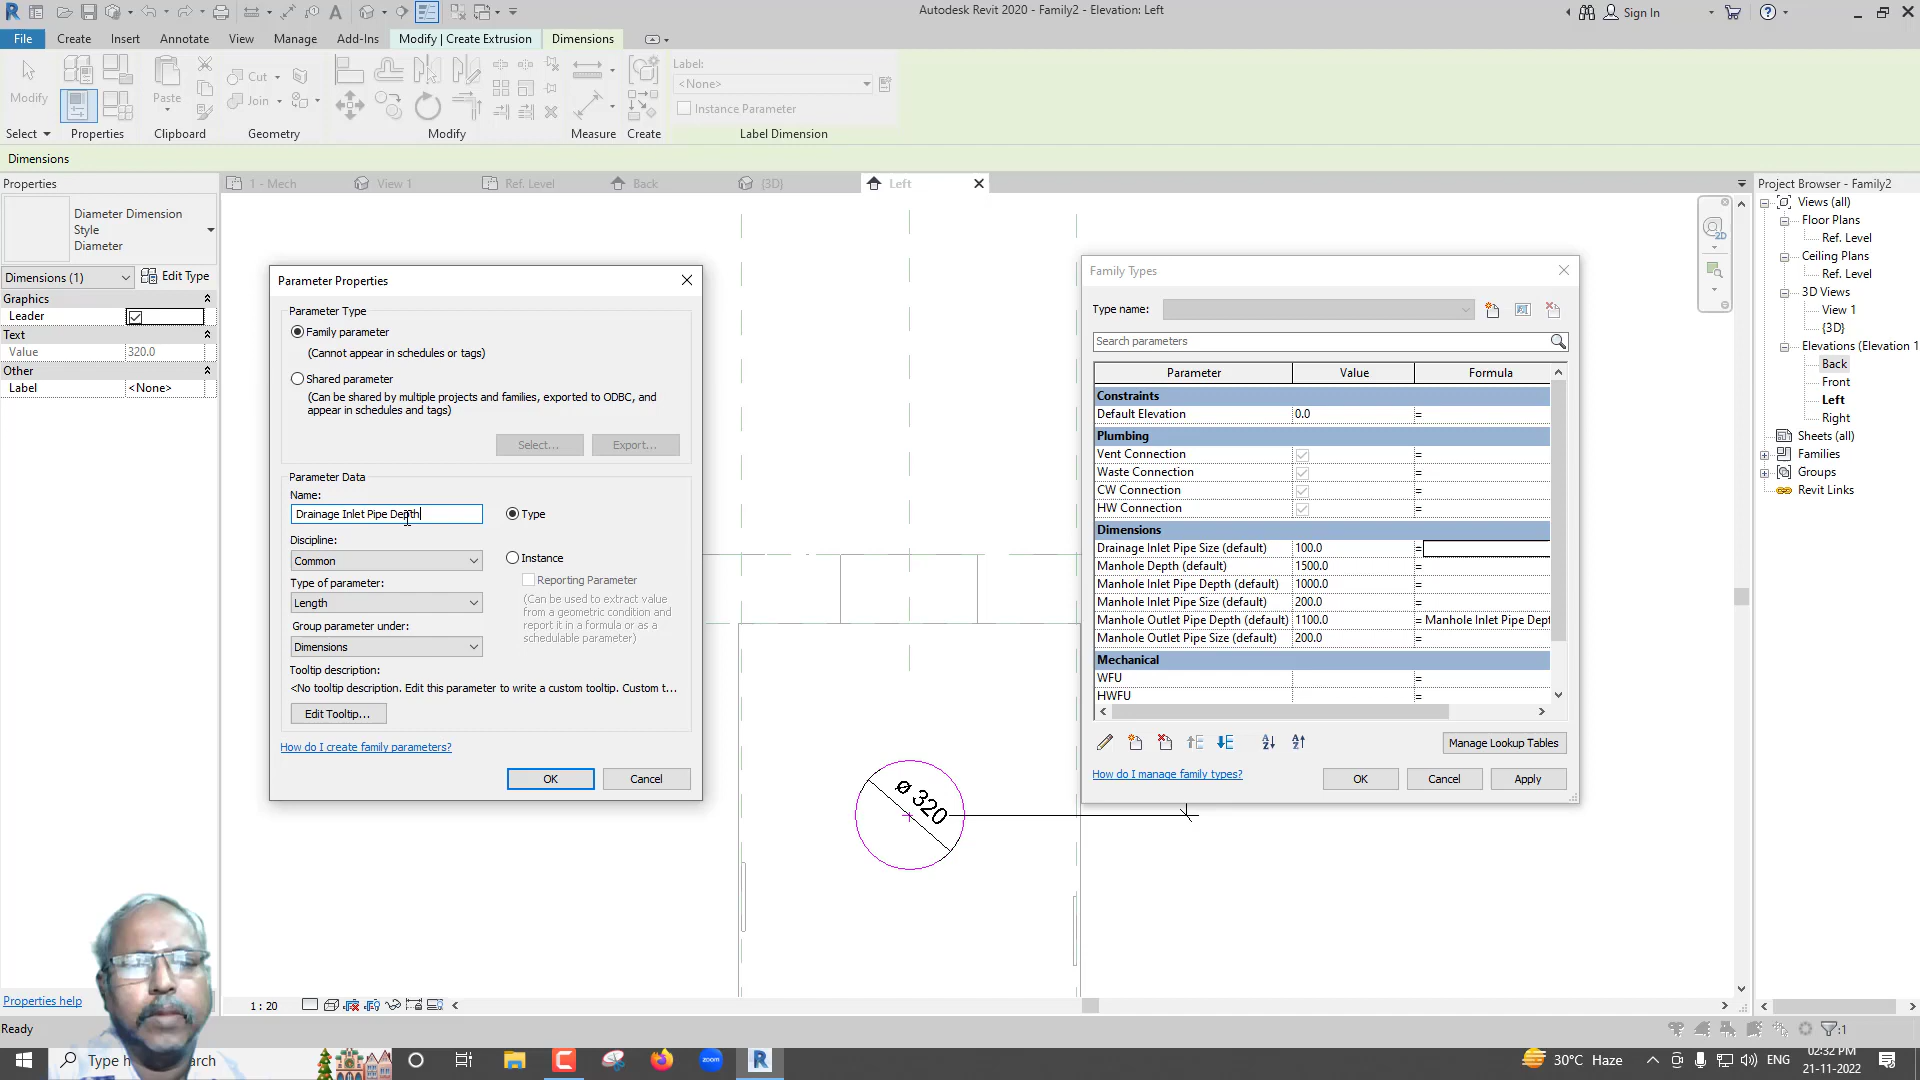 Autodesk Revit 2020 - Family2 - Elevation: Left
Sign In
File Create Insert Annotate View Manage Add-Ins Modify | Create Extrusion Dimensions
Modify
Paste
Cut
Join
Label:
<None>
Instance Parameter
Select Properties Clipboard Geometry Modify Measure Create Label Dimension
Dimensions
Properties
1 - Mech View 1 Ref. Level Back {3D} Left
Project Browser - Family2
Diameter Dimension
Style
Diameter
Dimensions (1) Edit Type
Graphics
Leader
Text
Value 320.0
Other
Label <None>
Properties help
Parameter Properties
Parameter Type
Family parameter
(Cannot appear in schedules or tags)
Shared parameter
(Can be shared by multiple projects and families, exported to ODBC, and
appear in schedules and tags)
Select... Export...
Parameter Data
Name:
Drainage Inlet Pipe Depth
Type
Discipline:
Common
Instance
Reporting Parameter
(Can be used to extract value
from a geometric condition and
report it in a formula or as a
schedulable parameter)
Type of parameter:
Length
Group parameter under:
Dimensions
Tooltip description:
<No tooltip description. Edit this parameter to write a custom tooltip. Custom t...
Edit Tooltip...
How do I create family parameters?
OK Cancel
ø 320
Family Types
Type name:
Search parameters
Parameter Value Formula
Constraints
Default Elevation 0.0 =
Plumbing
Vent Connection =
Waste Connection =
CW Connection =
HW Connection =
Dimensions
Drainage Inlet Pipe Size (default) 100.0 =
Manhole Depth (default) 1500.0 =
Manhole Inlet Pipe Depth (default) 1000.0 =
Manhole Inlet Pipe Size (default) 200.0 =
Manhole Outlet Pipe Depth (default) 1100.0 = Manhole Inlet Pipe Dept
Manhole Outlet Pipe Size (default) 200.0 =
Mechanical
WFU =
HWFU =
Manage Lookup Tables
How do I manage family types?
OK Cancel Apply
2D
Views (all)
Floor Plans
Ref. Level
Ceiling Plans
Ref. Level
3D Views
View 1
{3D}
Elevations (Elevation 1
Back
Front
Left
Right
Sheets (all)
Families
Groups
Revit Links
1 : 20
Ready
:1
Type h search
zoom
30°C Haze
ENG
02:32 PM
21-11-2022